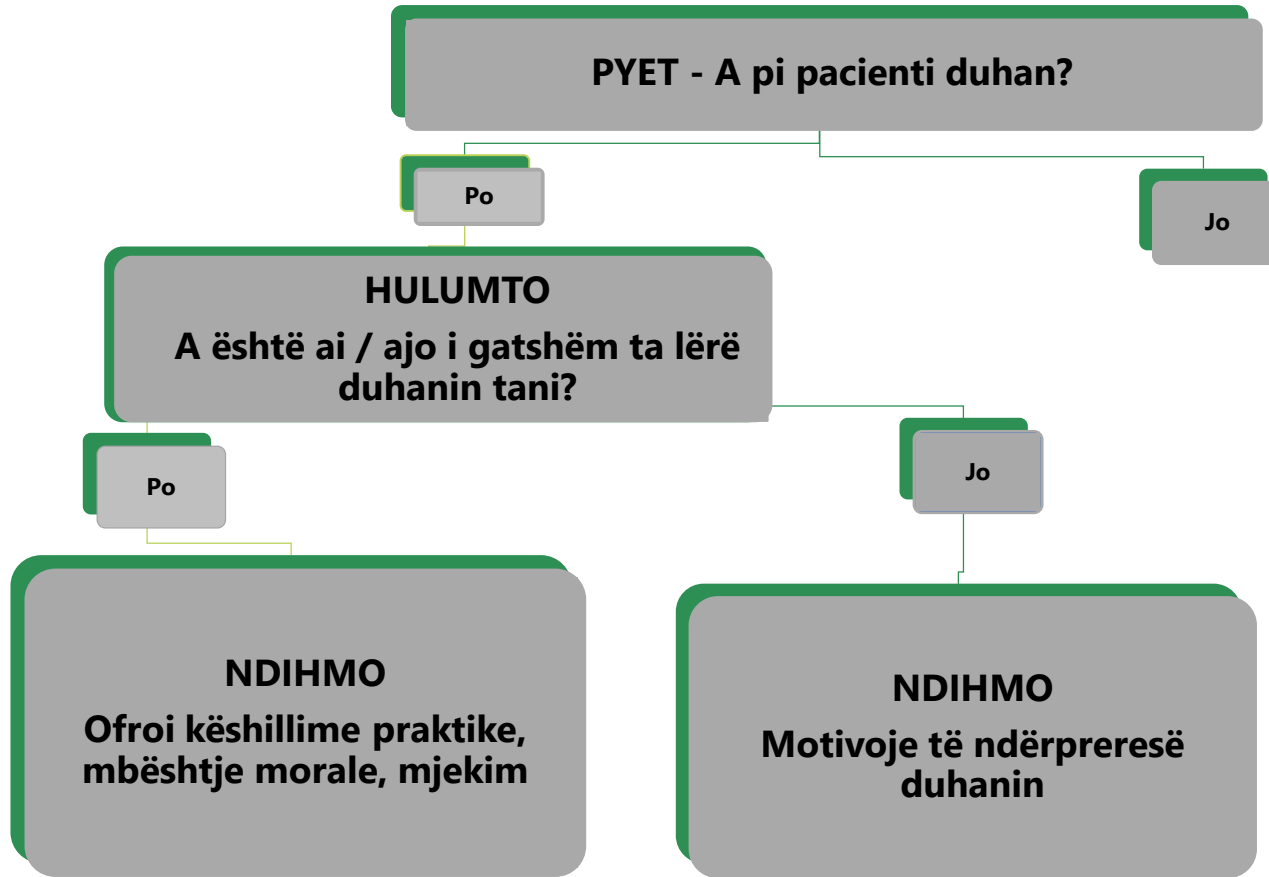 PYET - A pi pacienti duhan?
Po
Jo
HULUMTO
A është ai / ajo i gatshëm ta lërë
duhanin tani?
Po
Jo
NDIHMO
Ofroi këshillime praktike,
mbështje morale, mjekim
NDIHMO
Motivoje të ndërpreresë
duhanin